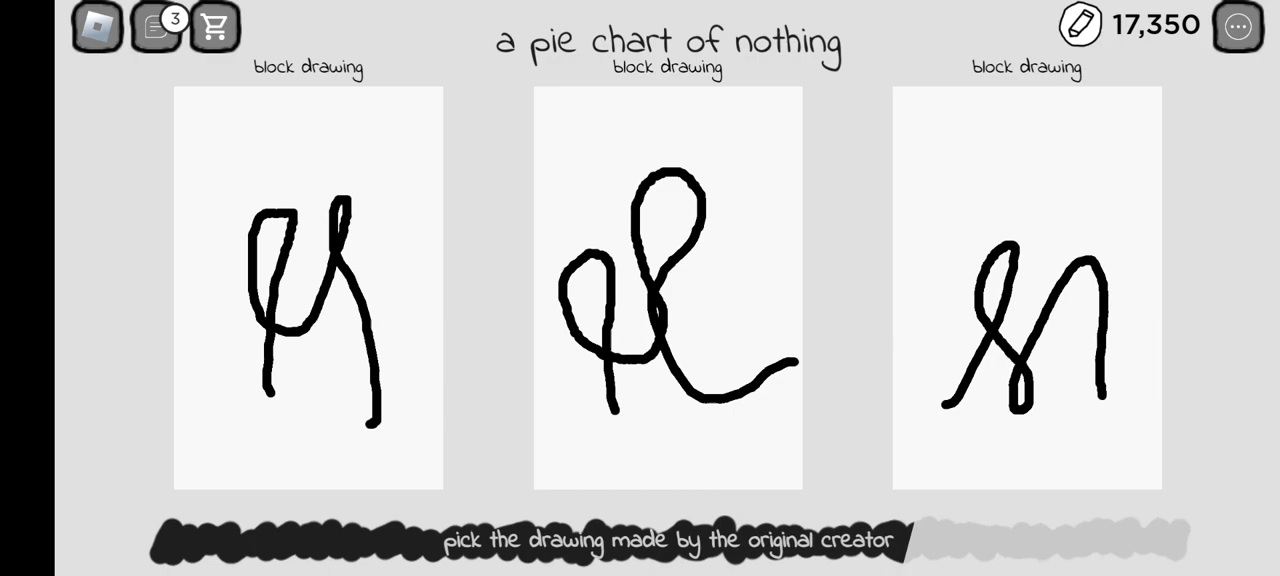 3
17,350
a pie chart of nothing
block drawing
block drawing
block drawing
pick the drawing made by the original creator